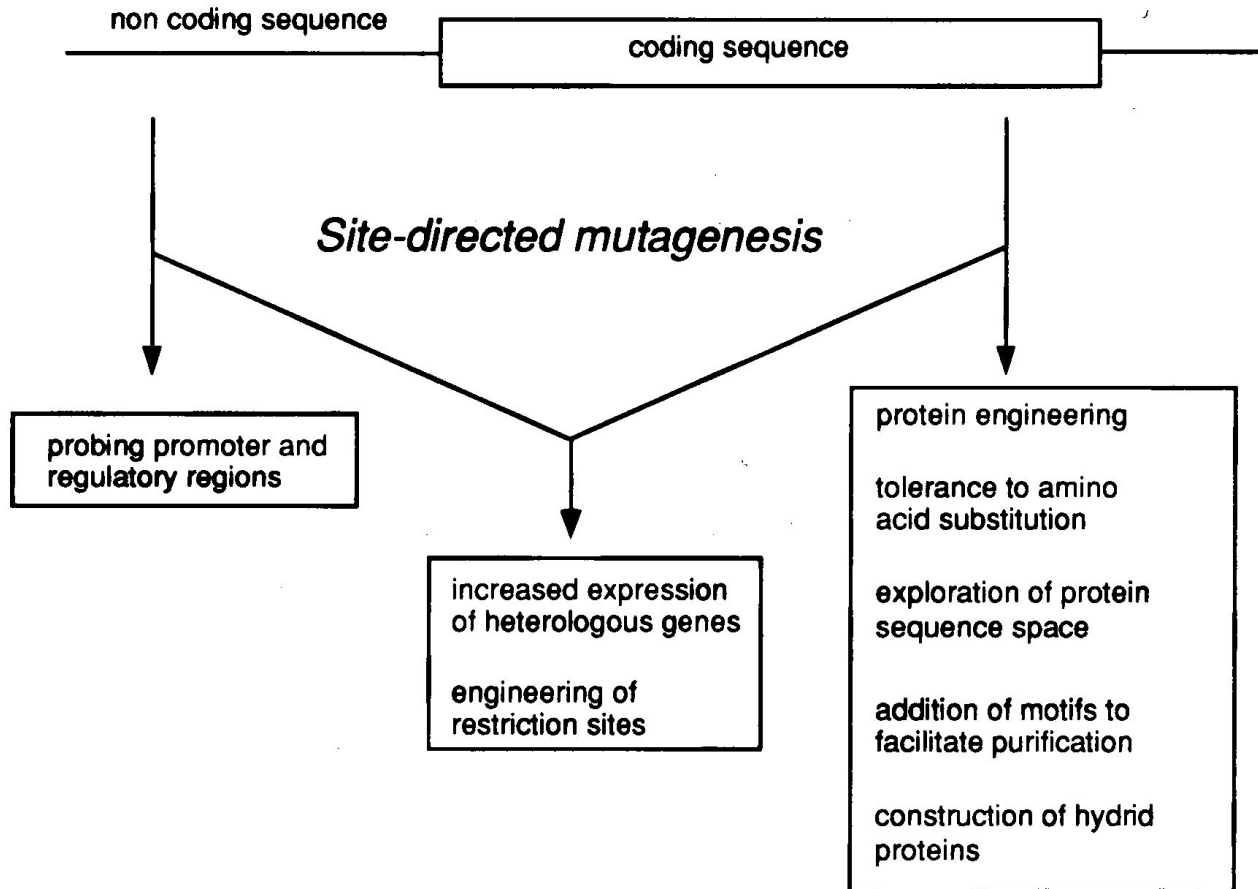 non coding sequence
coding sequence
Site-directed mutagenesis
probing promoter and
regulatory regions
increased expression
of heterologous genes
engineering of
restriction sites
protein engineering
tolerance to amino
acid substitution
exploration of protein
sequence space
addition of motifs to
facilitate purification
construction of hydrid
proteins